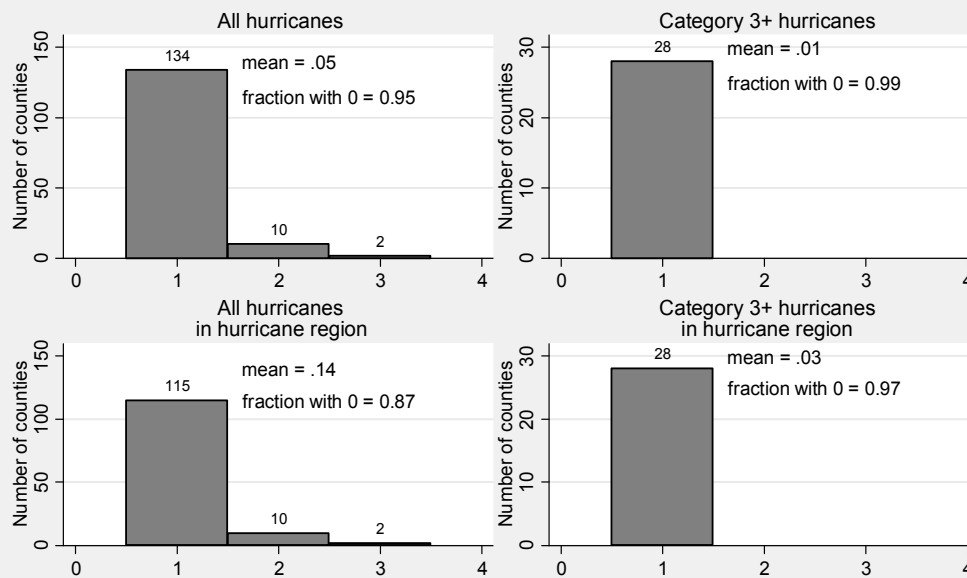 All hurricanes
Number of counties
150
100
50
0
134
10
2
mean = .05
fraction with 0 = 0.95
0 1 2 3 4
Category 3+ hurricanes
Number of counties
30
20
10
0
28
mean = .01
fraction with 0 = 0.99
0 1 2 3 4
All hurricanes
in hurricane region
Number of counties
150
100
50
0
115
10
2
mean = .14
fraction with 0 = 0.87
0 1 2 3 4
Category 3+ hurricanes
in hurricane region
Number of counties
30
20
10
0
28
mean = .03
fraction with 0 = 0.97
0 1 2 3 4